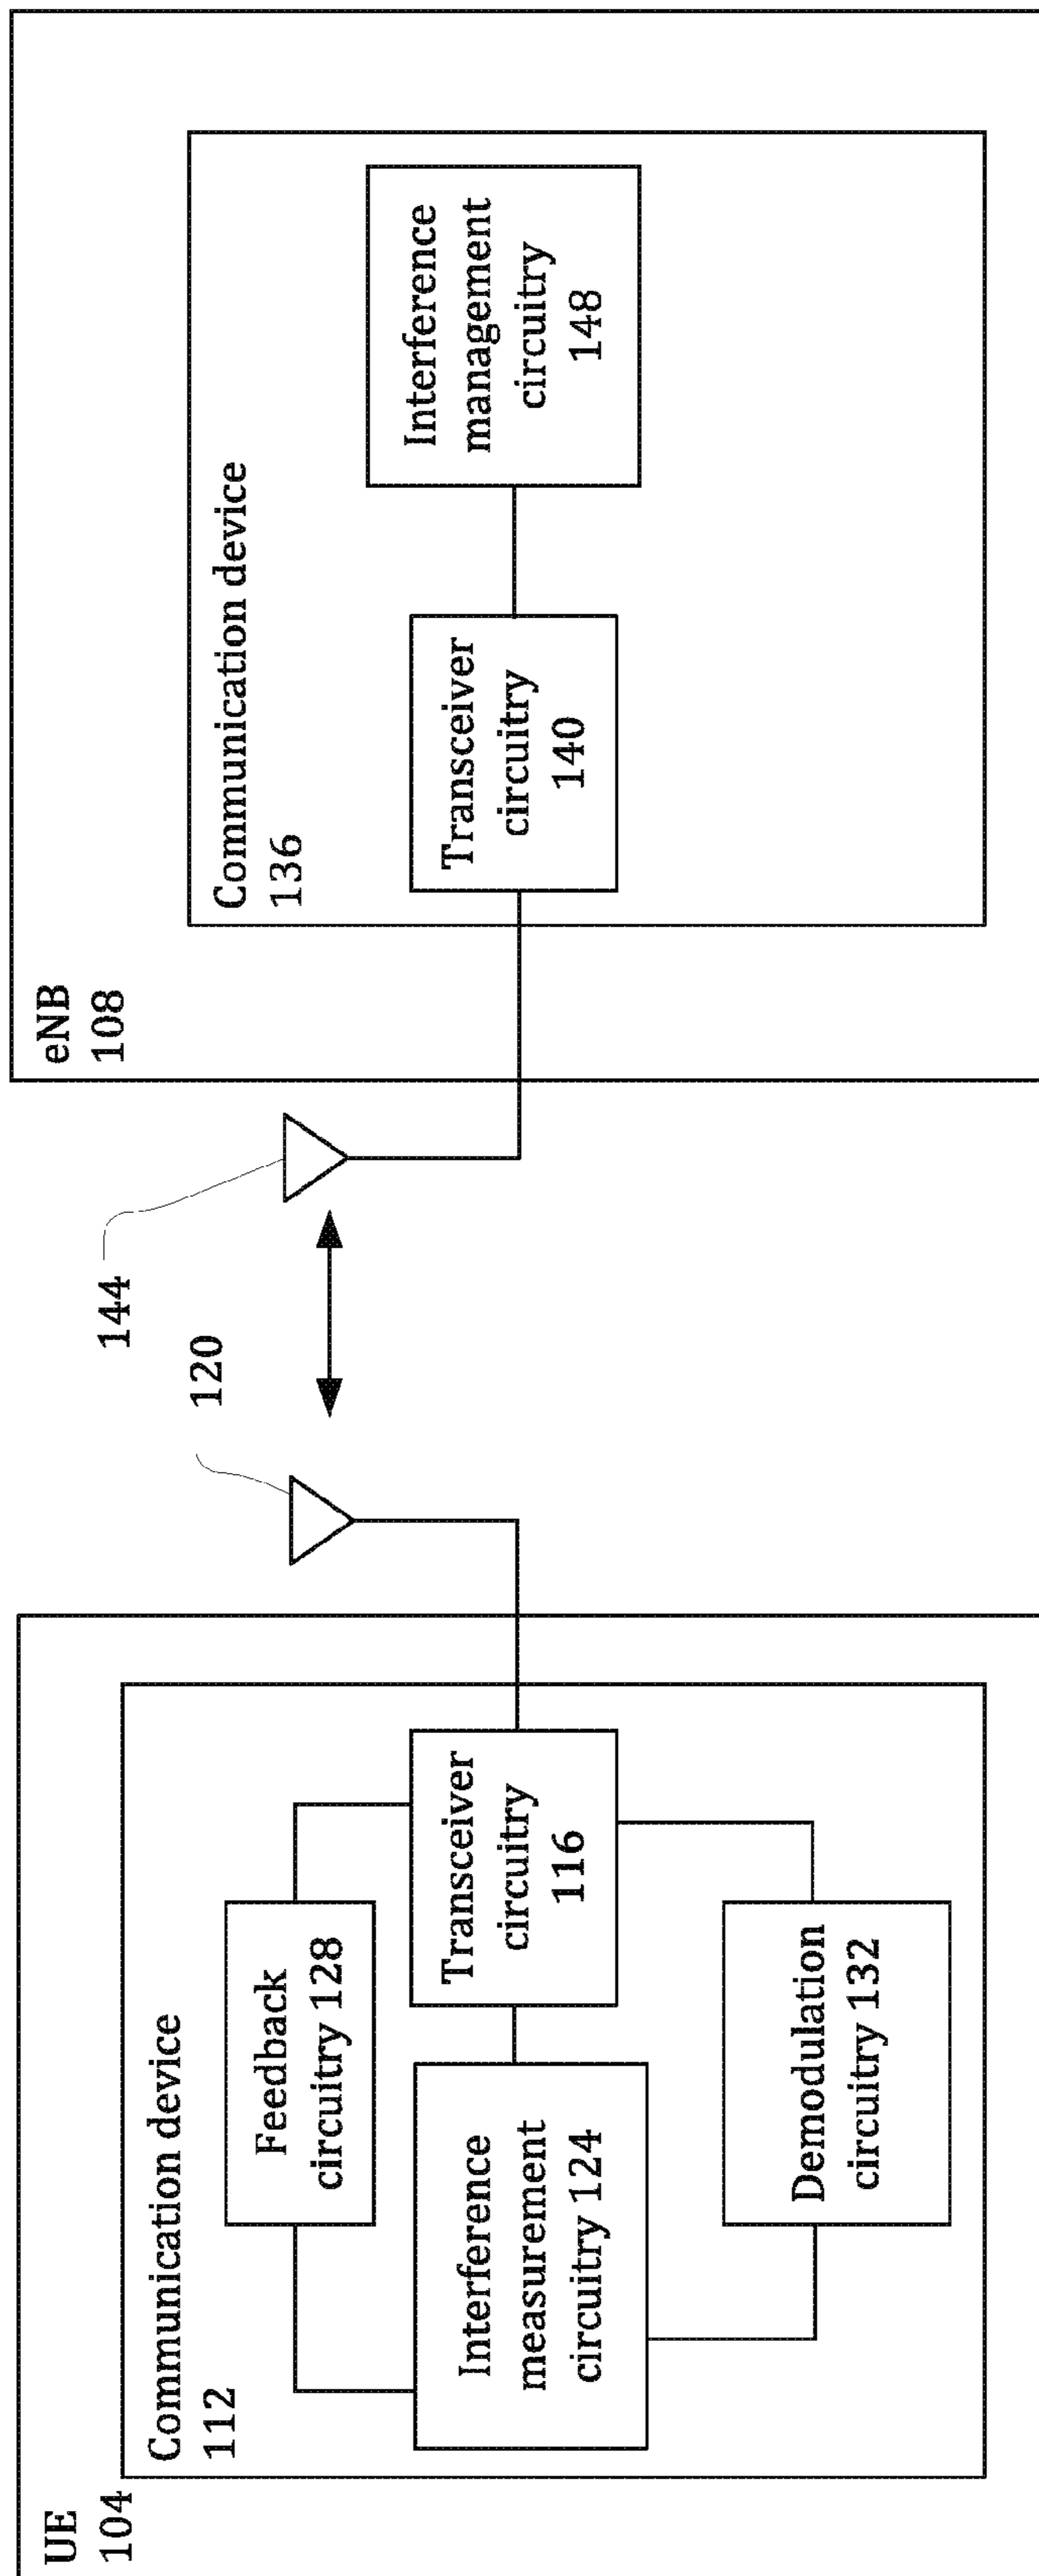 UE
104
Communication device
112
Feedback
circuitry 128
Interference
measurement
circuitry 124
Transceiver
circuitry
116
Demodulation
circuitry 132
120
144
eNB
108
Communication device
136
Transceiver
circuitry
140
Interference
management
circuitry
148